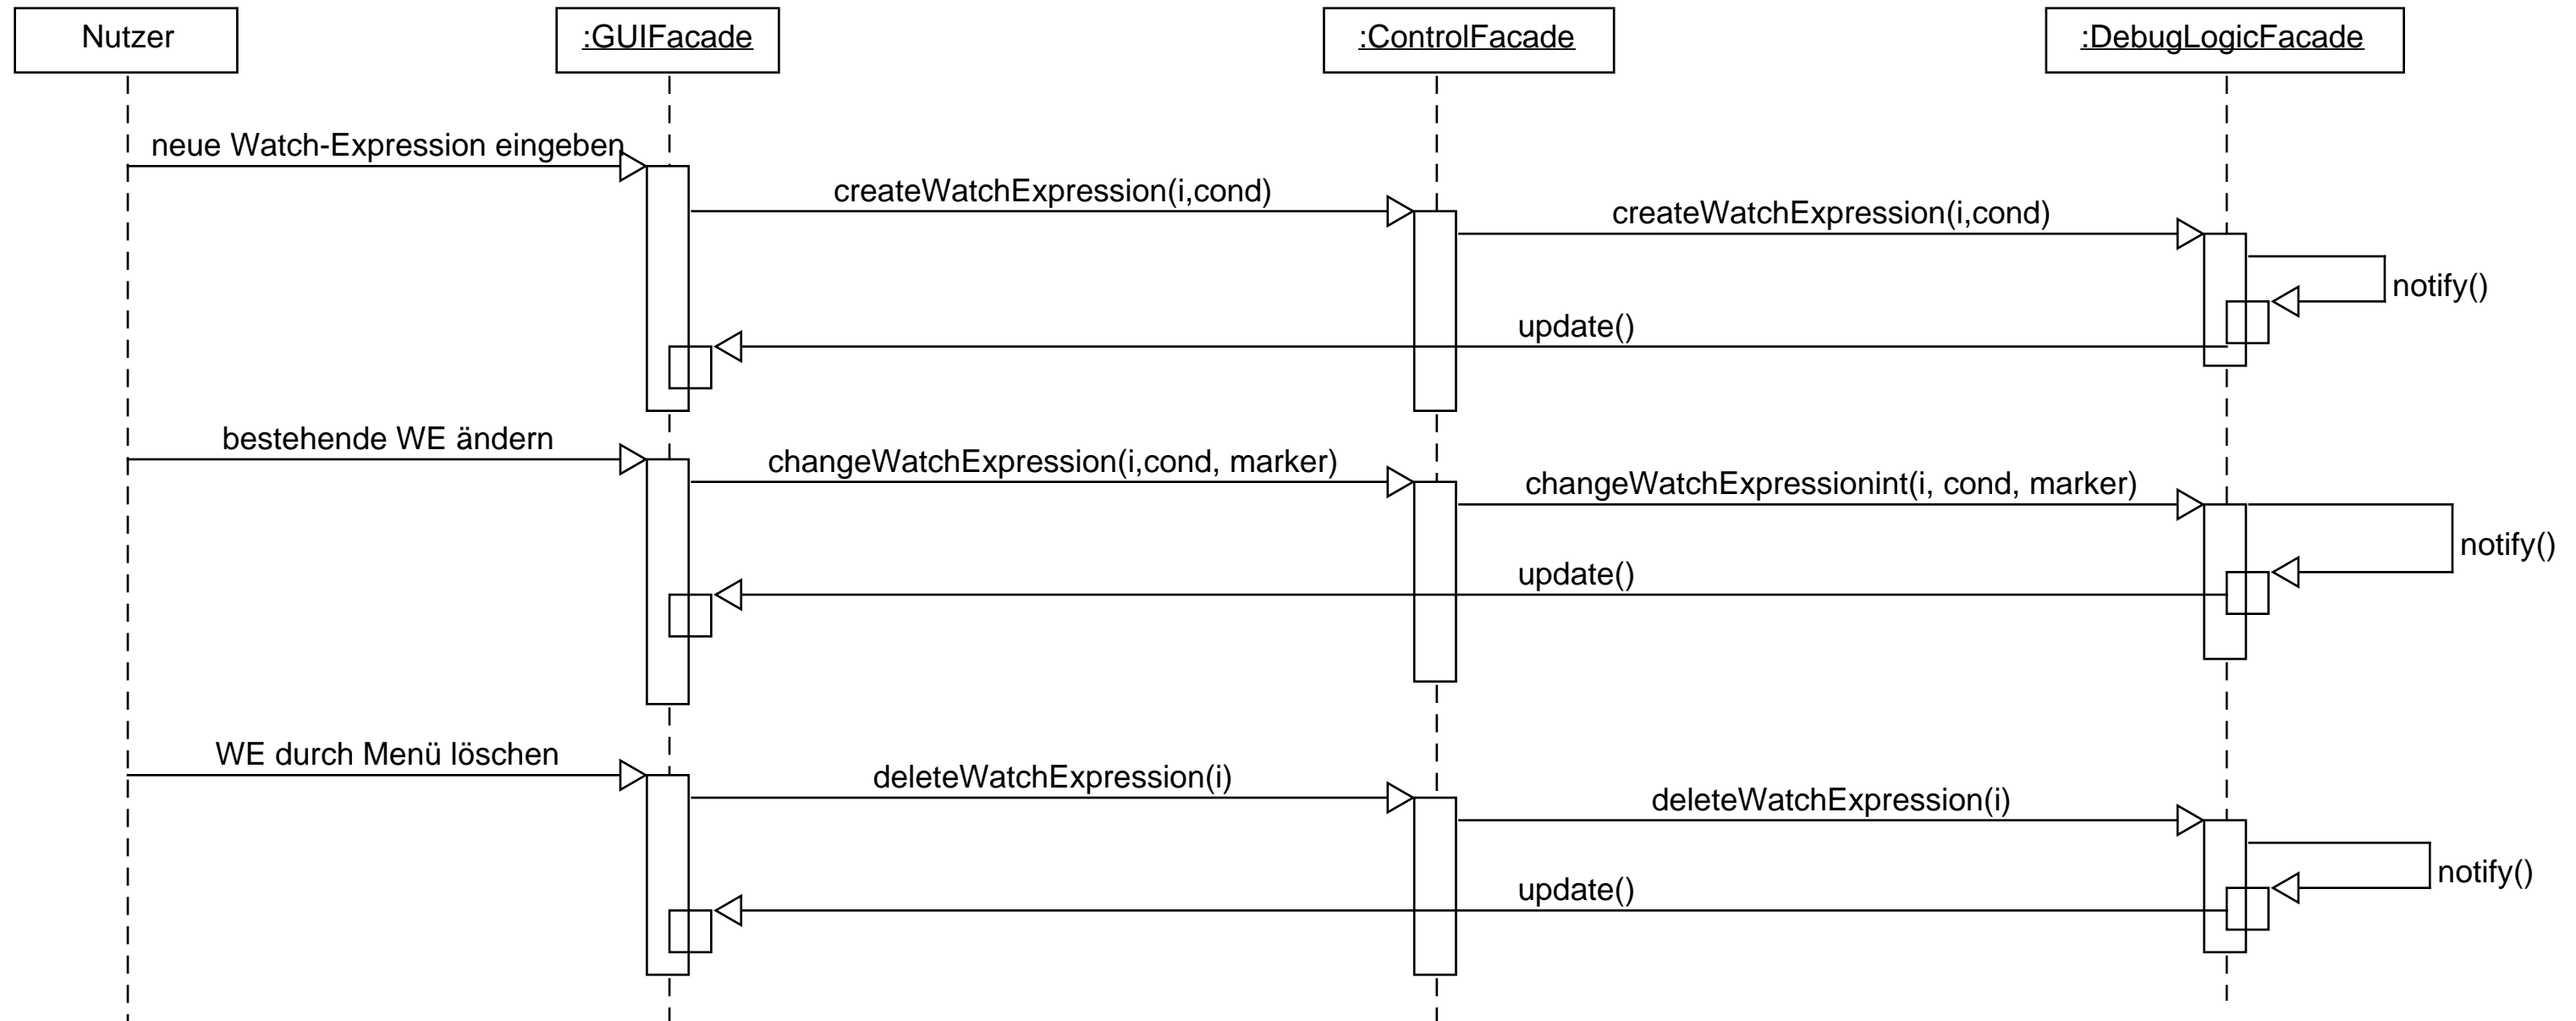 Nutzer
:GUIFacade
:ControlFacade
:DebugLogicFacade
neue Watch-Expression eingeben
createWatchExpression(i,cond)
createWatchExpression(i,cond)
notify()
update()
bestehende WE ändern
changeWatchExpression(i,cond, marker)
changeWatchExpressionint(i, cond, marker)
notify()
update()
WE durch Menü löschen
deleteWatchExpression(i)
deleteWatchExpression(i)
notify()
update()